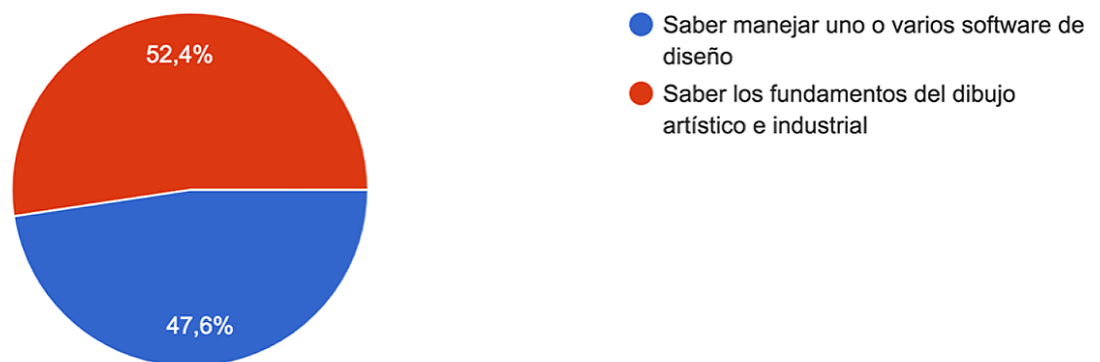 52,4%
47,6%
Saber manejar uno o varios software de
diseño
Saber los fundamentos del dibujo
artístico e industrial